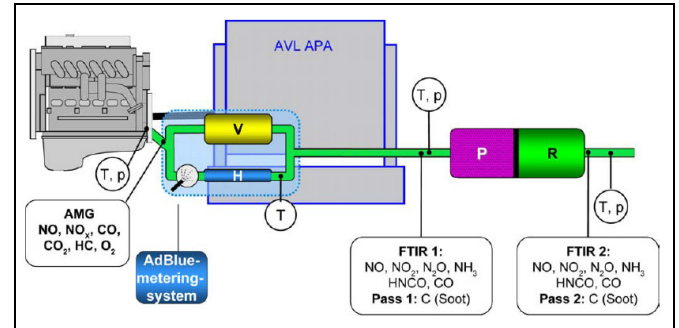 AVL APA
T, p
V
P
R
H
T, p
T
T, p
AMG
NO, NOX, CO,
CO2, HC, O2
AdBlue-
metering-
system
FTIR 1:
NO, NO2, N2O, NH3
HNCO, CO
Pass 1: C (Soot)
FTIR 2:
NO, NO2, N2O, NH3
HNCO, CO
Pass 2: C (Soot)